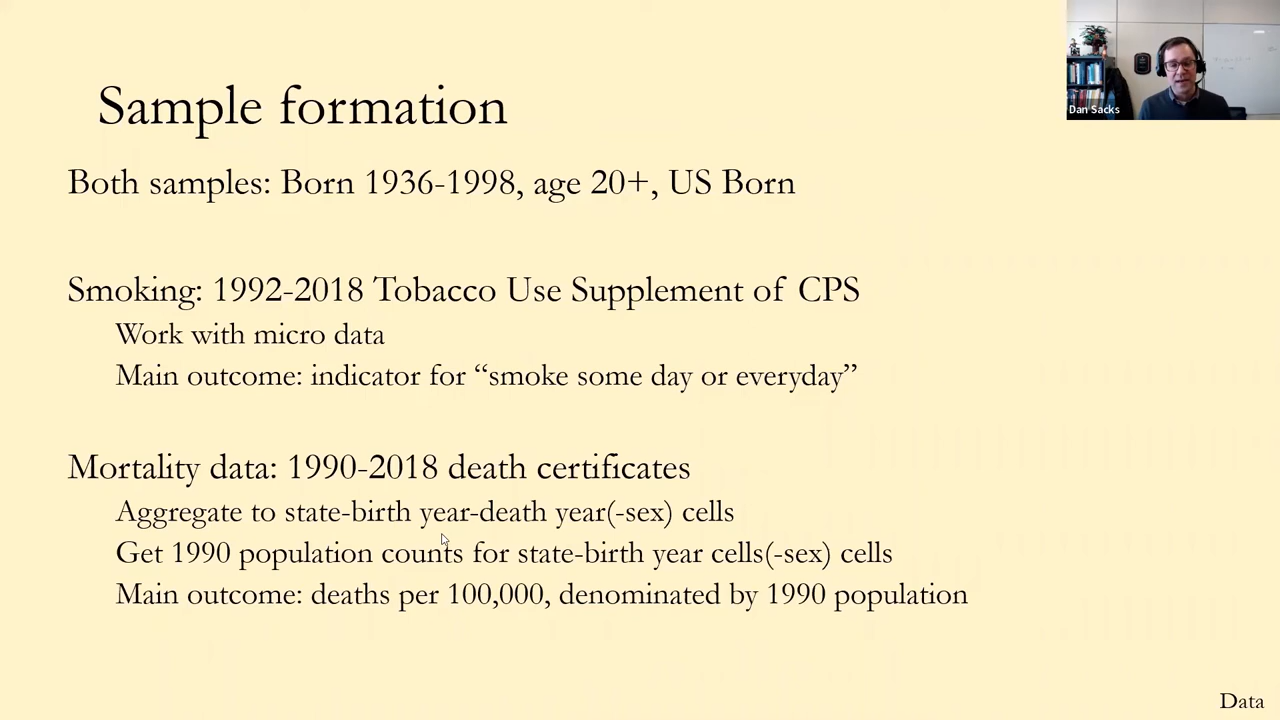 Sample formation
Dan Sacks
Both samples: Born 1936-1998, age 20+, US Born
Smoking: 1992-2018 Tobacco Use Supplement of CPS
Work with micro data
Main outcome: indicator for “smoke some day or everyday”
Mortality data: 1990-2018 death certificates
Aggregate to state-birth year-death year(-sex) cells
Get 1990 population counts for state-birth year cells(-sex) cells
Main outcome: deaths per 100,000, denominated by 1990 population
Data